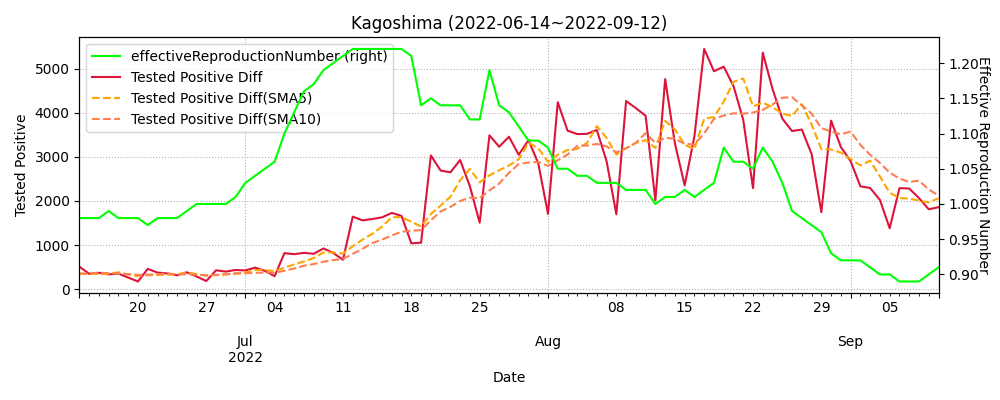 Kagoshima (2022-06-14~2022-09-12)
effectiveReproductionNumber (right)
Tested Positive Diff
Tested Positive Diff(SMA5)
Tested Positive Diff(SMA10)
Tested Positive
5000
4000
3000
2000
1000
0
Effective Reproduction Number
1.20
1.15
1.10
1.05
1.00
0.95
0.90
20 27 04 11 18 25 08 15 22 29 05
Jul Aug Sep
2022
Date